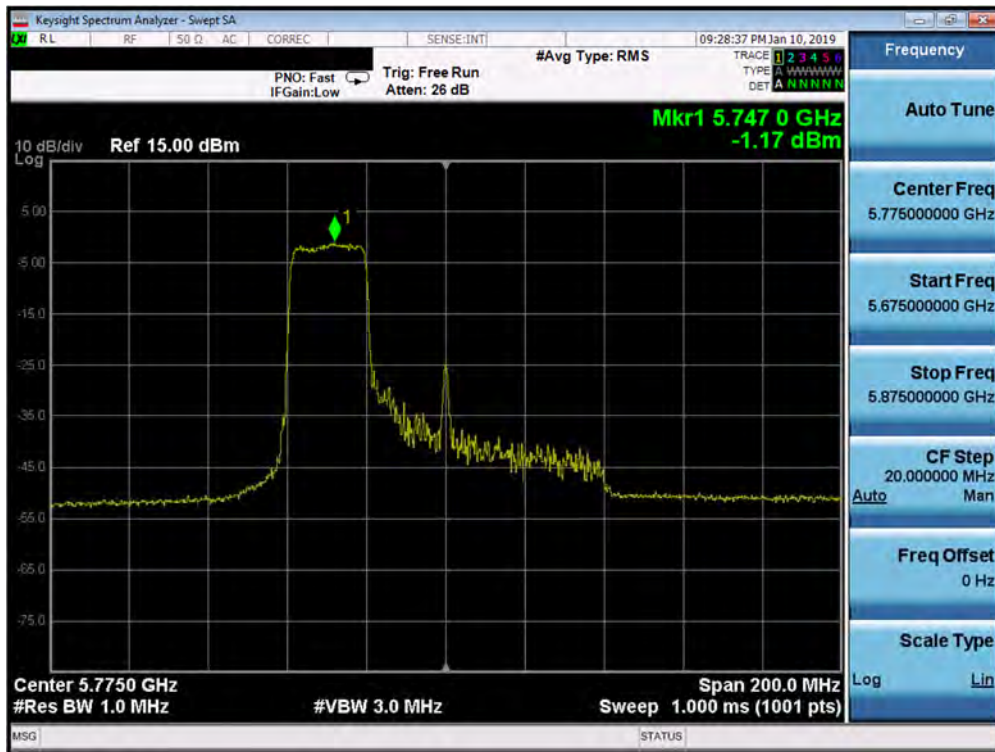 Keysight Spectrum Analyzer - Swept SA
LXI RL RF 50 Ω AC CORREC SENSE:INT 09:28:37 PM Jan 10, 2019
PNO: Fast
IFGain:Low
Trig: Free Run
Atten: 26 dB
#Avg Type: RMS
TRACE 1 2 3 4 5 6
TYPE A WWWWW
DET A N N N N N
Mkr1 5.747 0 GHz
-1.17 dBm
10 dB/div
Log
Ref 15.00 dBm
1
5.00
-5.00
-15.0
-25.0
-35.0
-45.0
-55.0
-65.0
-75.0
Center 5.7750 GHz
#Res BW 1.0 MHz
#VBW 3.0 MHz
Span 200.0 MHz
Sweep 1.000 ms (1001 pts)
MSG
STATUS
Frequency
Auto Tune
Center Freq
5.775000000 GHz
Start Freq
5.675000000 GHz
Stop Freq
5.875000000 GHz
CF Step
20.000000 MHz
Auto Man
Freq Offset
0 Hz
Scale Type
Log Lin